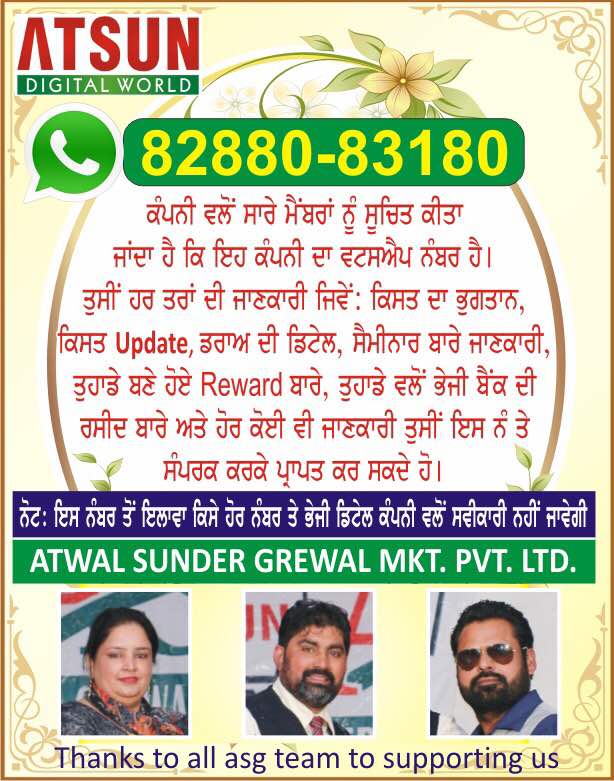 ATSUN
DIGITAL WORLD
82880-83180
ਕੰਪਨੀ ਵਲੋਂ ਸਾਰੇ ਮੈਂਬਰਾਂ ਨੂੰ ਸੂਚਿਤ ਕੀਤਾ
ਜਾਂਦਾ ਹੈ ਕਿ ਇਹ ਕੰਪਨੀ ਦਾ ਵਟਸਐਪ ਨੰਬਰ ਹੈ।
ਤੁਸੀਂ ਹਰ ਤਰਾਂ ਦੀ ਜਾਣਕਾਰੀ ਜਿਵੇਂ: ਕਿਸਤ ਦਾ ਭੁਗਤਾਨ,
ਕਿਸਤ Update, ਡਰਾਅ ਦੀ ਡਿਟੇਲ, ਸੈਮੀਨਾਰ ਬਾਰੇ ਜਾਣਕਾਰੀ,
ਤੁਹਾਡੇ ਬਣੇ ਹੋਏ Reward ਬਾਰੇ, ਤੁਹਾਡੇ ਵਲੋਂ ਭੇਜੀ ਬੈਂਕ ਦੀ
ਰਸੀਦ ਬਾਰੇ ਅਤੇ ਹੋਰ ਕੋਈ ਵੀ ਜਾਣਕਾਰੀ ਤੁਸੀਂ ਇਸ ਨੰ ਤੇ
ਸੰਪਰਕ ਕਰਕੇ ਪ੍ਰਾਪਤ ਕਰ ਸਕਦੇ ਹੋ।
ਨੋਟ: ਇਸ ਨੰਬਰ ਤੋਂ ਇਲਾਵਾ ਕਿਸੇ ਹੋਰ ਨੰਬਰ ਤੇ ਭੇਜੀ ਡਿਟੇਲ ਕੰਪਨੀ ਵਲੋਂ ਸਵੀਕਾਰੀ ਨਹੀਂ ਜਾਵੇਗੀ
ATWAL SUNDER GREWAL MKT. PVT. LTD.
Thanks to all asg team to supporting us